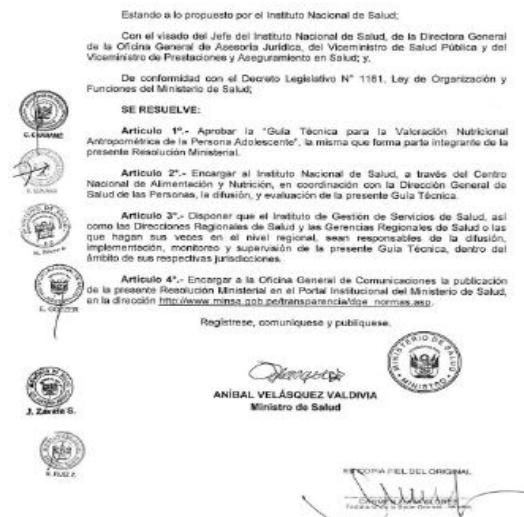 Estando a lo propuesto por el Instituto Nacional de Salud;
Con el visado del Jefe del Instituto Nacional de Salud, de la Directora General
de la Oficina General de Asesoría Jurídica, del Viceministro de Salud Pública y del
Viceministro de Prestaciones y Aseguramiento en Salud; y,
De conformidad con el Decreto Legislativo N° 1161, Ley de Organización y
Funciones del Ministerio de Salud;
SE RESUELVE:
Artículo 1°.- Aprobar la "Guía Técnica para la Valoración Nutricional
Antropométrica de la Persona Adolescente", la misma que forma parte integrante de la
presente Resolución Ministerial.
Artículo 2°.- Encargar al Instituto Nacional de Salud, a través del Centro
Nacional de Alimentación y Nutrición, en coordinación con la Dirección General de
Salud de las Personas, la difusión, y evaluación de la presente Guía Técnica.
Artículo 3°.- Disponer que el Instituto de Gestión de Servicios de Salud, así
como las Direcciones Regionales de Salud y las Gerencias Regionales de Salud o las
que hagan sus veces en el nivel regional, sean responsables de la difusión,
implementación, monitoreo y supervisión de la presente Guía Técnica, dentro del
ámbito de sus respectivas jurisdicciones.
Artículo 4°.- Encargar a la Oficina General de Comunicaciones la publicación
de la presente Resolución Ministerial en el Portal Institucional del Ministerio de Salud,
en la dirección http://www.minsa.gob.pe/transparencia/dge_normas.asp.
Regístrese, comuníquese y publíquese.
MINISTERIO DE SALUD
MINISTRO
ANÍBAL VELÁSQUEZ VALDIVIA
Ministro de Salud
J. Zavala S.
ES COPIA FIEL DEL ORIGINAL